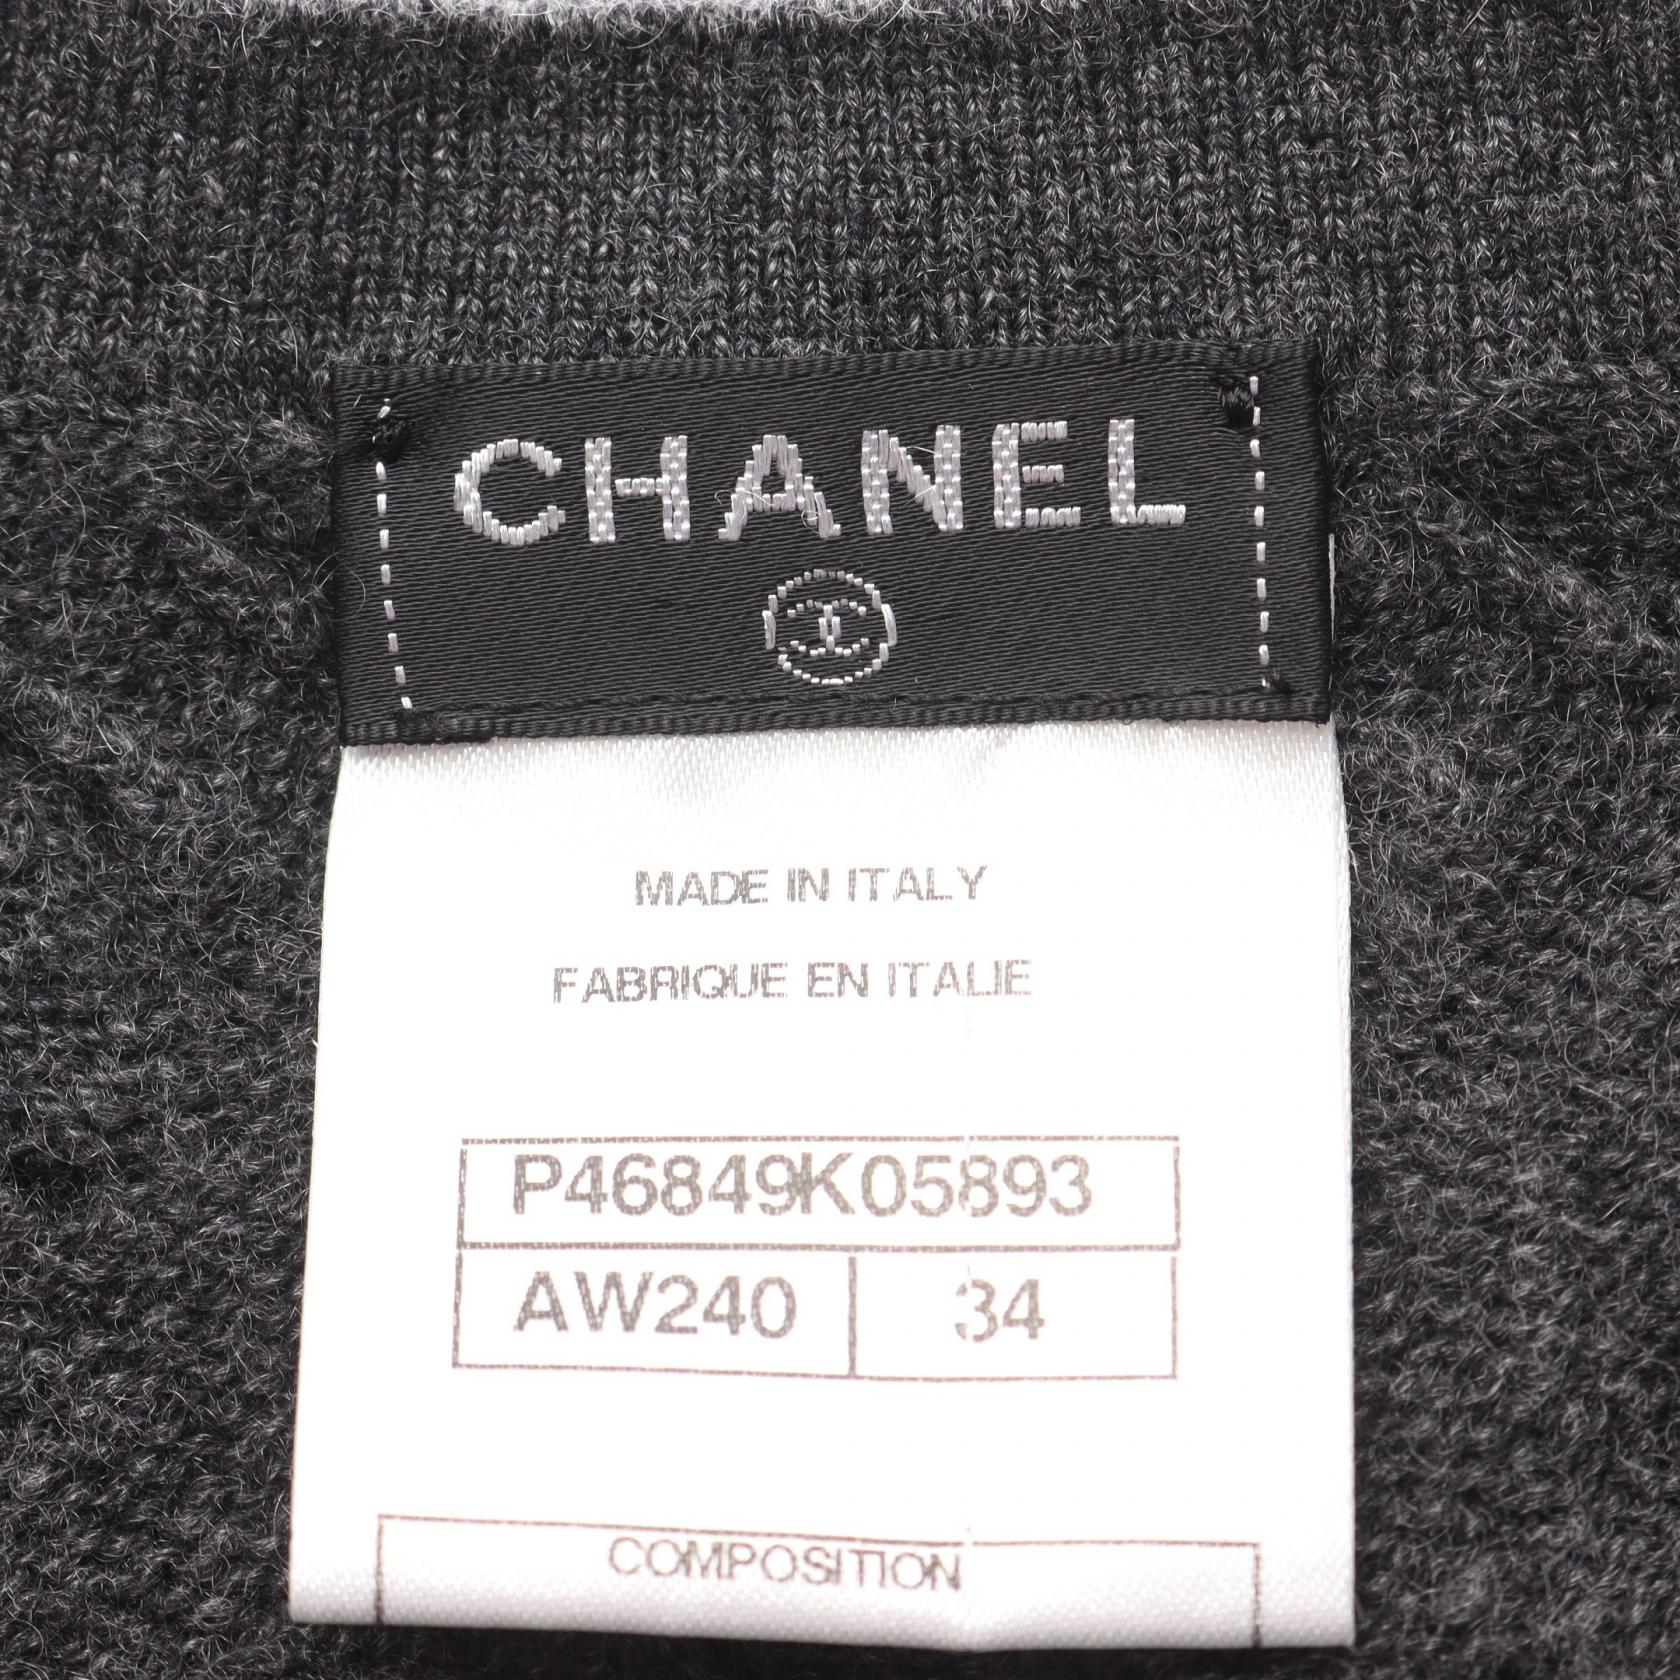 CHANEL
MADE IN ITALY
FABRIQUE EN ITALIE
P46849K05893
AW240 34
COMPOSITION